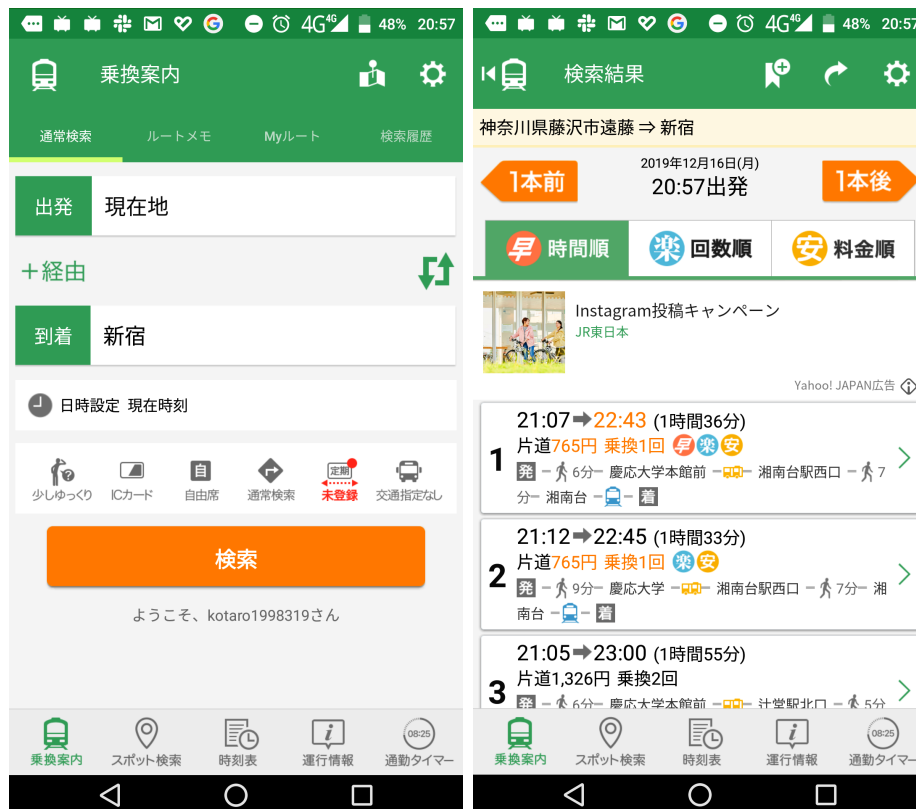 4G 4G 48% 20:57
乗換案内
通常検索 ルートメモ Myルート 検索履歴
出発 現在地
＋経由
到着 新宿
日時設定 現在時刻
自
定期
少しゆっくり ICカード 自由席 通常検索 未登録 交通指定なし
検索
ようこそ、kotaro1998319さん
08:25
乗換案内 スポット検索 時刻表 運行情報 通勤タイマー
4G 4G 48% 20:57
検索結果
神奈川県藤沢市遠藤 ⇒ 新宿
1本前
2019年12月16日(月)
20:57出発
1本後
早 時間順 楽 回数順 安 料金順
Instagram投稿キャンペーン
JR東日本
Yahoo! JAPAN広告
1
21:07➡22:43 (1時間36分)
片道765円 乗換1回 早 楽 安
発 − 6分− 慶応大学本館前 − − 湘南台駅西口 − 7
分− 湘南台 − − 着
2
21:12➡22:45 (1時間33分)
片道765円 乗換1回 楽 安
発 − 9分− 慶応大学 − − 湘南台駅西口 − 7分− 湘
南台 − − 着
3
21:05➡23:00 (1時間55分)
片道1,326円 乗換2回
発 − 6分− 慶応大学本館前 − − 辻堂駅北口 − 5分
08:25
乗換案内 スポット検索 時刻表 運行情報 通勤タイマー